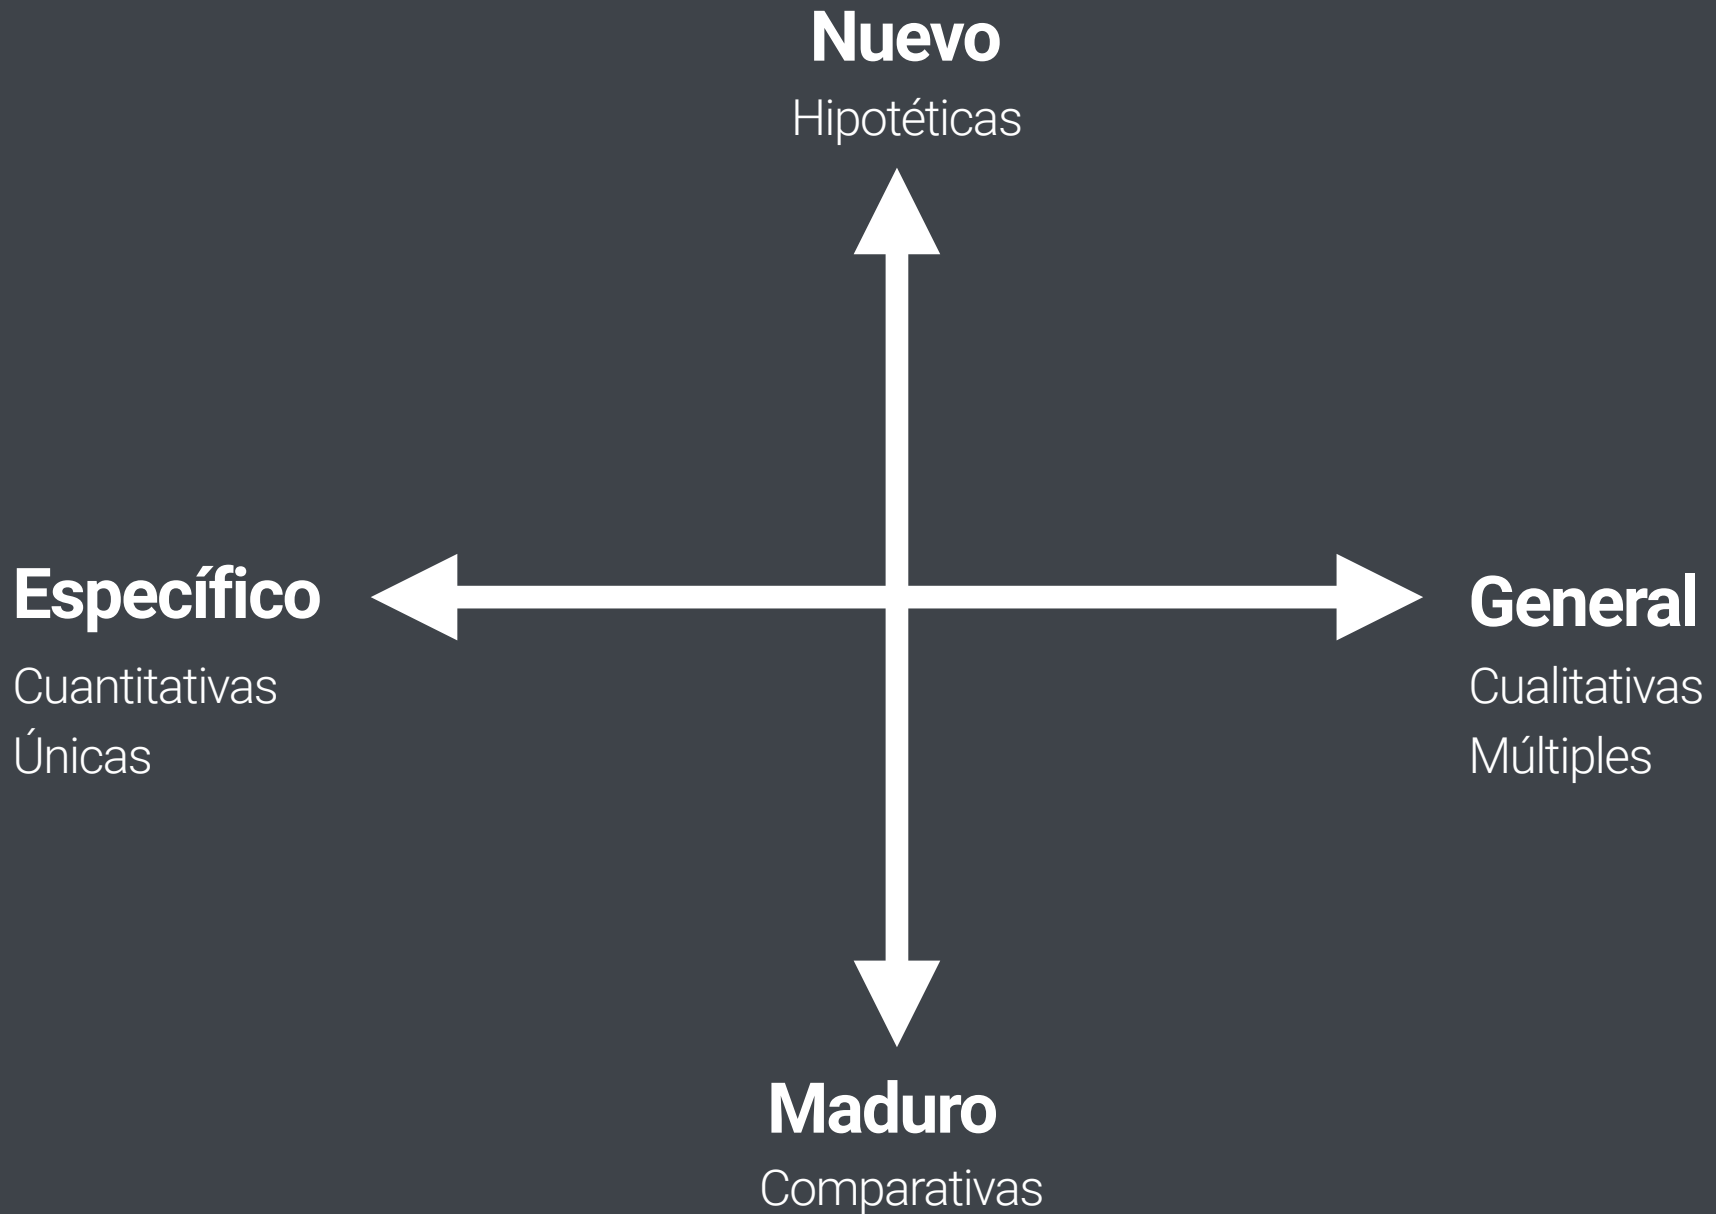 Nuevo
Hipotéticas
Específico
Cuantitativas
Únicas
General
Cualitativas
Múltiples
Maduro
Comparativas